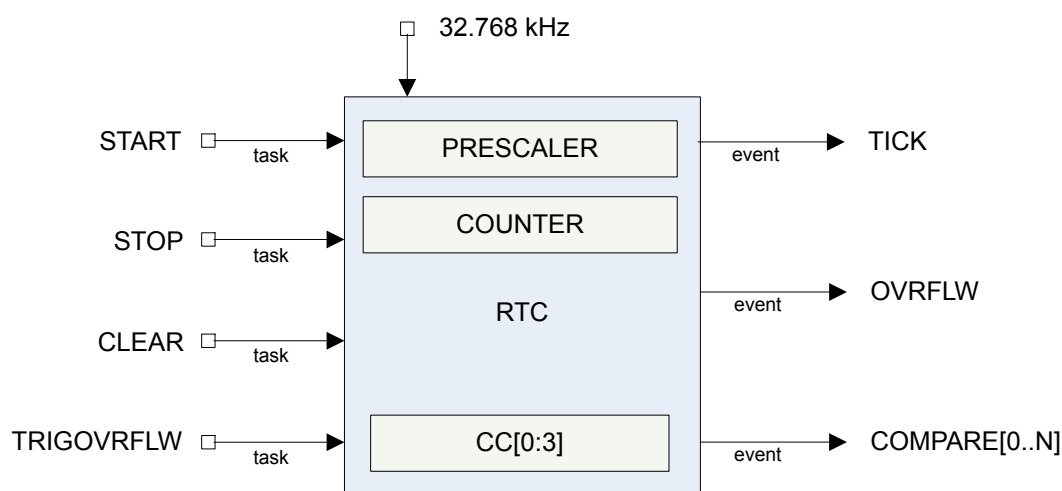 32.768 kHz
START
task
PRESCALER
event
TICK
STOP
task
COUNTER
RTC
event
OVRFLW
CLEAR
task
TRIGOVRFLW
task
CC[0:3]
event
COMPARE[0..N]